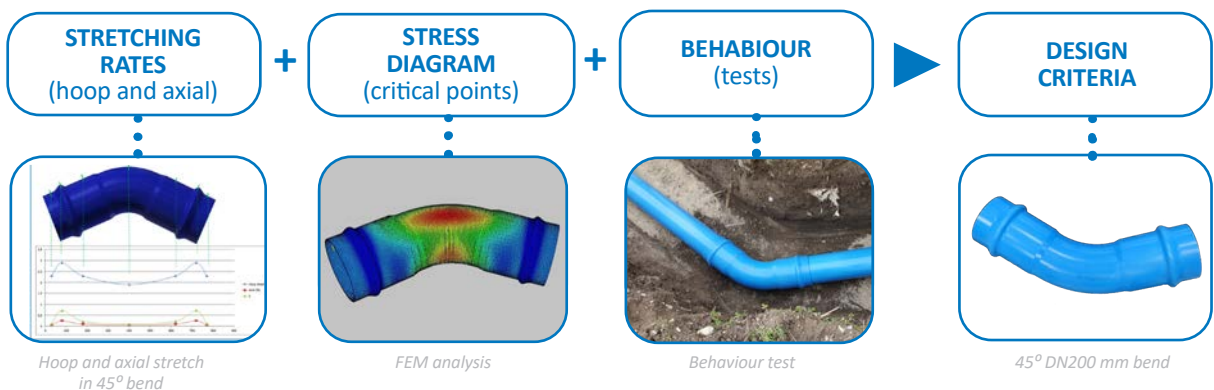 STRETCHING
RATES
(hoop and axial)
+
STRESS
DIAGRAM
(critical points)
+
BEHABIOUR
(tests)
DESIGN
CRITERIA
Hoop and axial stretch
in 45º bend
FEM analysis
Behaviour test
45º DN200 mm bend